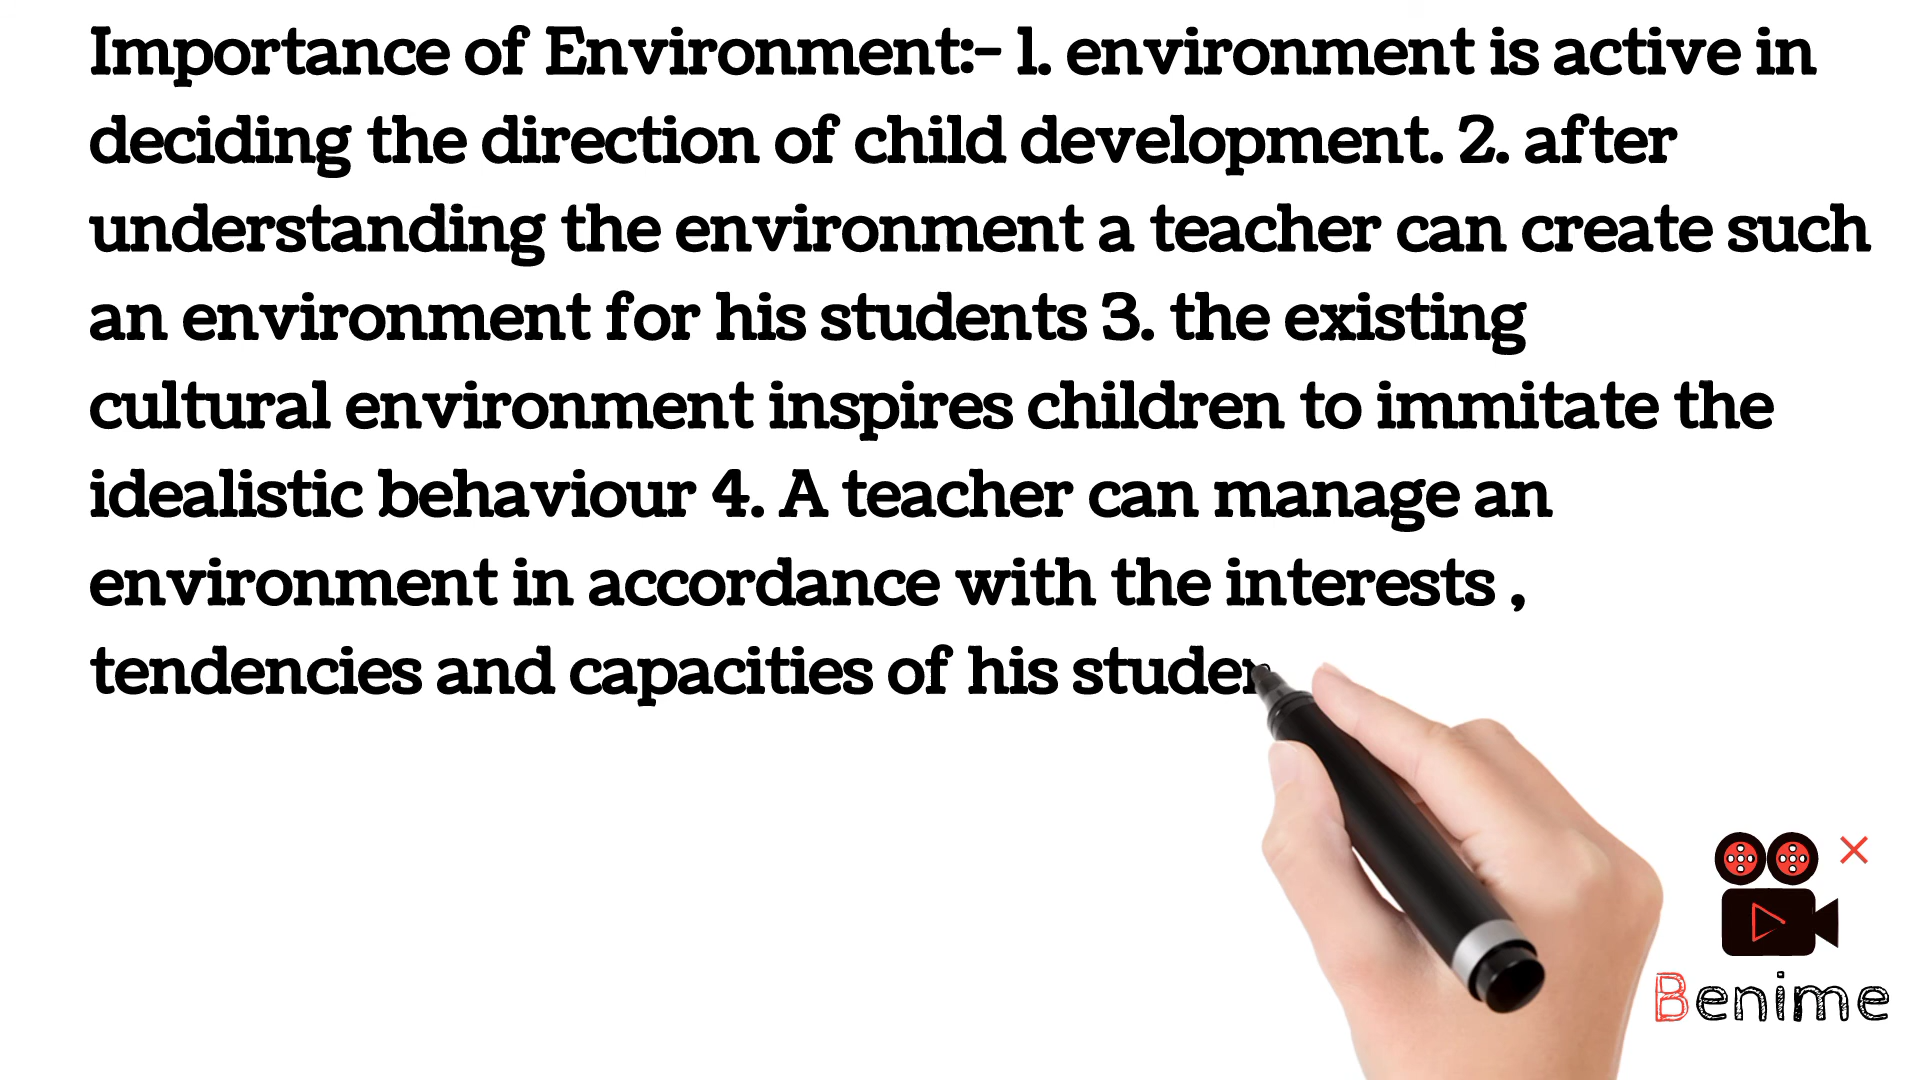 Importance of Environment:- 1. environment is active in
deciding the direction of child development. 2. after
understanding the environment a teacher can create such
an environment for his students 3. the existing
cultural environment inspires children to immitate the
idealistic behaviour 4. A teacher can manage an
environment in accordance with the interests ,
tendencies and capacities of his studen
Benime